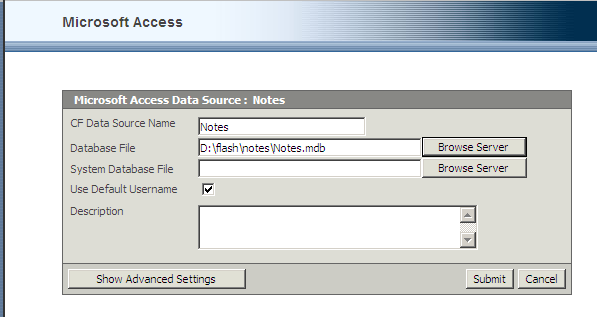 Microsoft Access
Microsoft Access Data Source : Notes
CF Data Source Name Notes
Database File D:\flash\notes\Notes.mdb Browse Server
System Database File Browse Server
Use Default Username
Description
Show Advanced Settings Submit Cancel